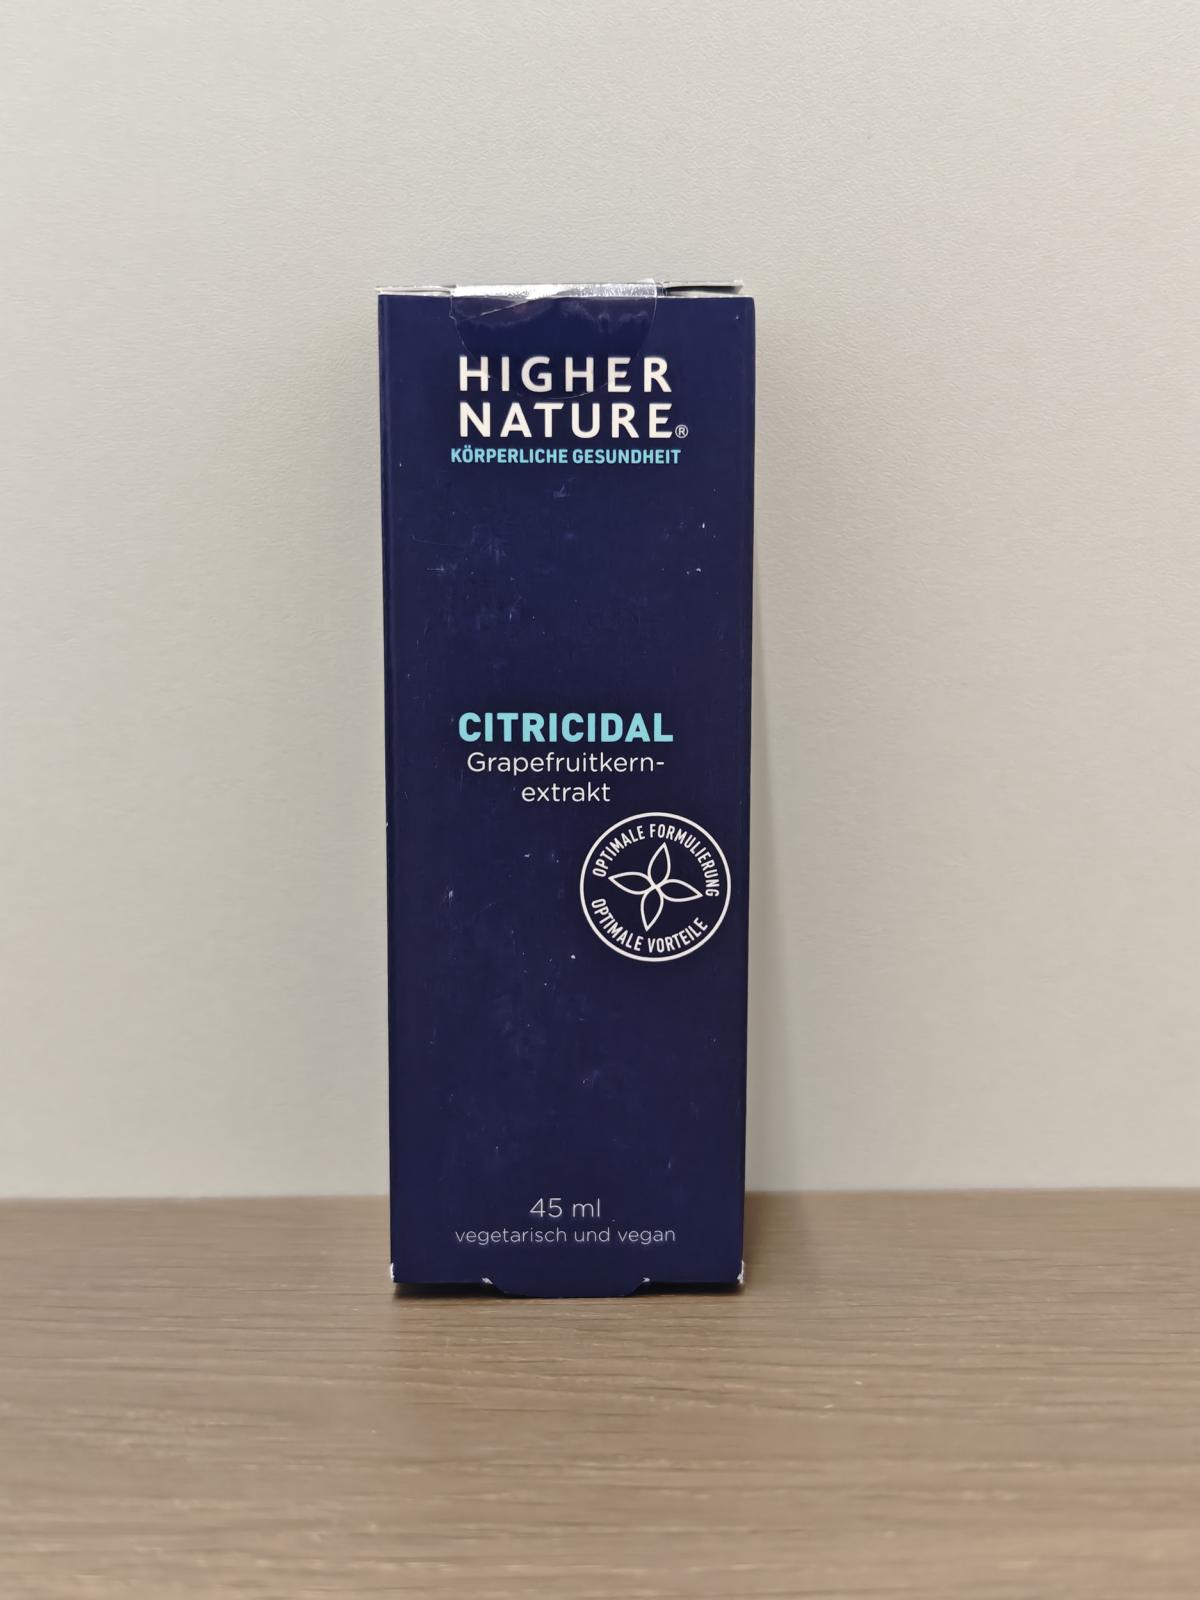 HIGHER
NATURE®
KÖRPERLICHE GESUNDHEIT
CITRICIDAL
Grapefruitkern-
extrakt
OPTIMALE FORMULIERUNG
OPTIMALE VORTEILE
45 ml
vegetarisch und vegan